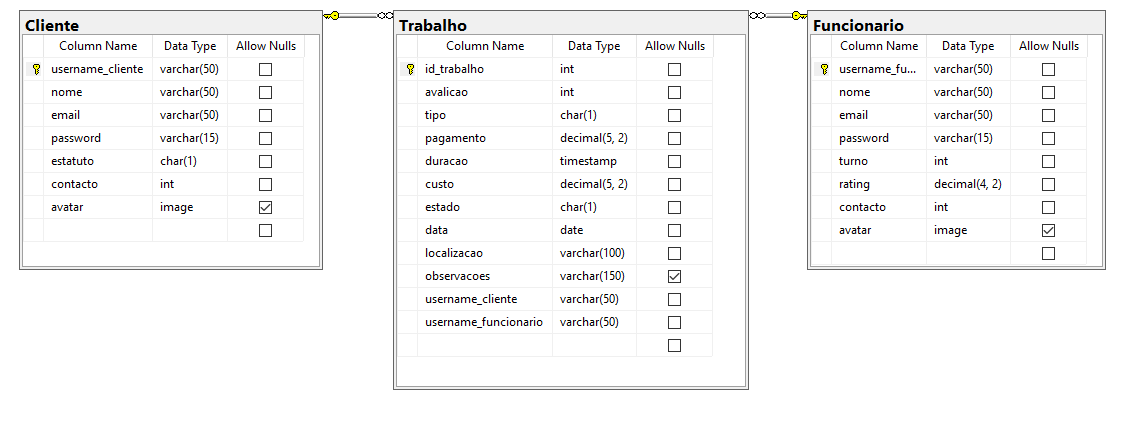 Cliente
Column Name Data Type Allow Nulls
username_cliente varchar(50)
nome varchar(50)
email varchar(50)
password varchar(15)
estatuto char(1)
contacto int
avatar image
Trabalho
Column Name Data Type Allow Nulls
id_trabalho int
avalicao int
tipo char(1)
pagamento decimal(5, 2)
duracao timestamp
custo decimal(5, 2)
estado char(1)
data date
localizacao varchar(100)
observacoes varchar(150)
username_cliente varchar(50)
username_funcionario varchar(50)
Funcionario
Column Name Data Type Allow Nulls
username_fu... varchar(50)
nome varchar(50)
email varchar(50)
password varchar(15)
turno int
rating decimal(4, 2)
contacto int
avatar image